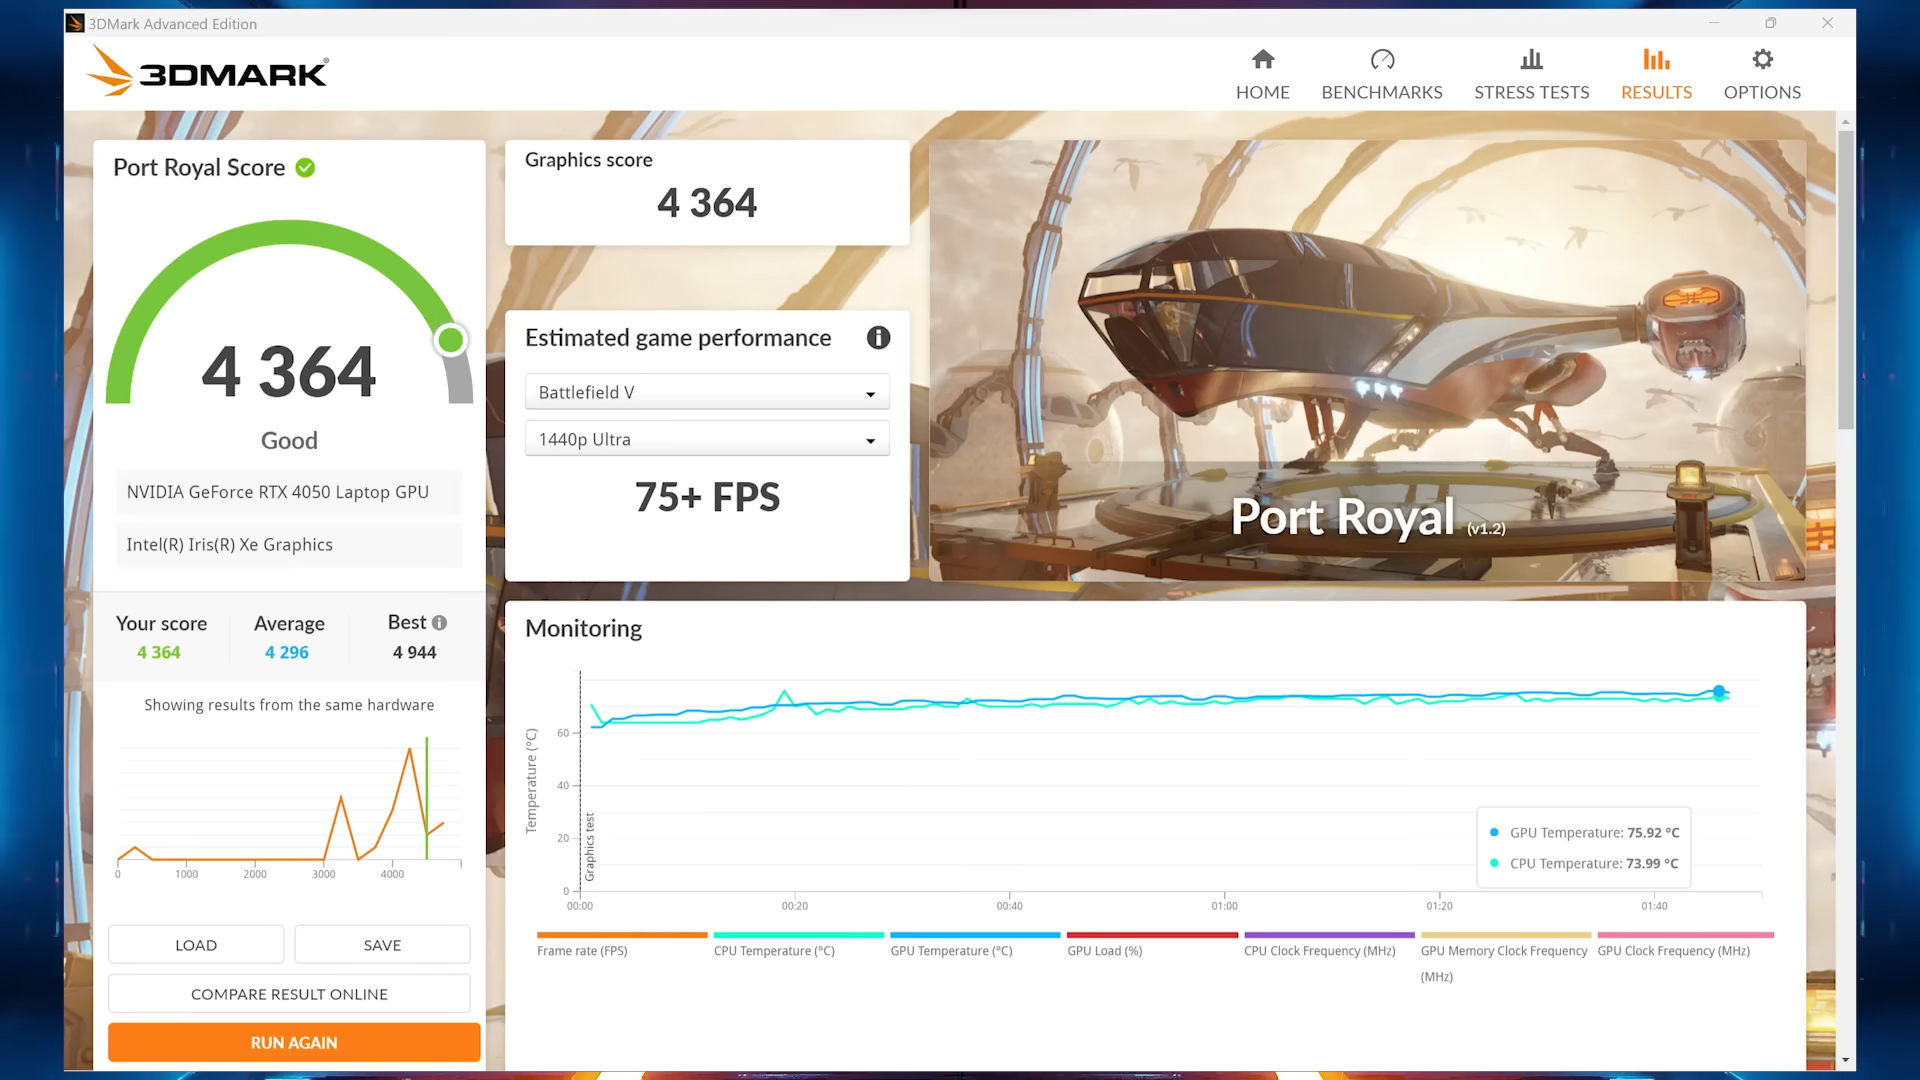 3DMark Advanced Edition
3DMARK®
HOME
BENCHMARKS
STRESS TESTS
RESULTS
OPTIONS
Port Royal Score
4 364
Good
NVIDIA GeForce RTX 4050 Laptop GPU
Intel(R) Iris(R) Xe Graphics
Your score
4 364
Average
4 296
Best
4 944
Showing results from the same hardware
0 1000 2000 3000 4000
LOAD
SAVE
COMPARE RESULT ONLINE
RUN AGAIN
Graphics score
4 364
Estimated game performance
Battlefield V
1440p Ultra
75+ FPS
Port Royal (v1.2)
Monitoring
Temperature (°C)
60
40
20
0
Graphics test
GPU Temperature: 75.92 °C
CPU Temperature: 73.99 °C
00:00 00:20 00:40 01:00 01:20 01:40
Frame rate (FPS)
CPU Temperature (°C)
GPU Temperature (°C)
GPU Load (%)
CPU Clock Frequency (MHz)
GPU Memory Clock Frequency
(MHz)
GPU Clock Frequency (MHz)